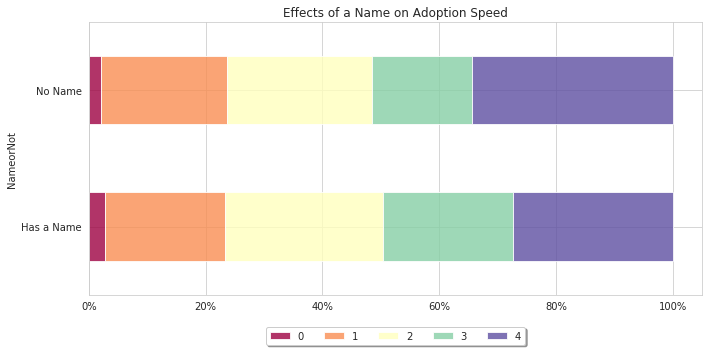 Effects of a Name on Adoption Speed
No Name
NameorNot
Has a Name
0% 20% 40% 60% 80% 100%
0 1 2 3 4